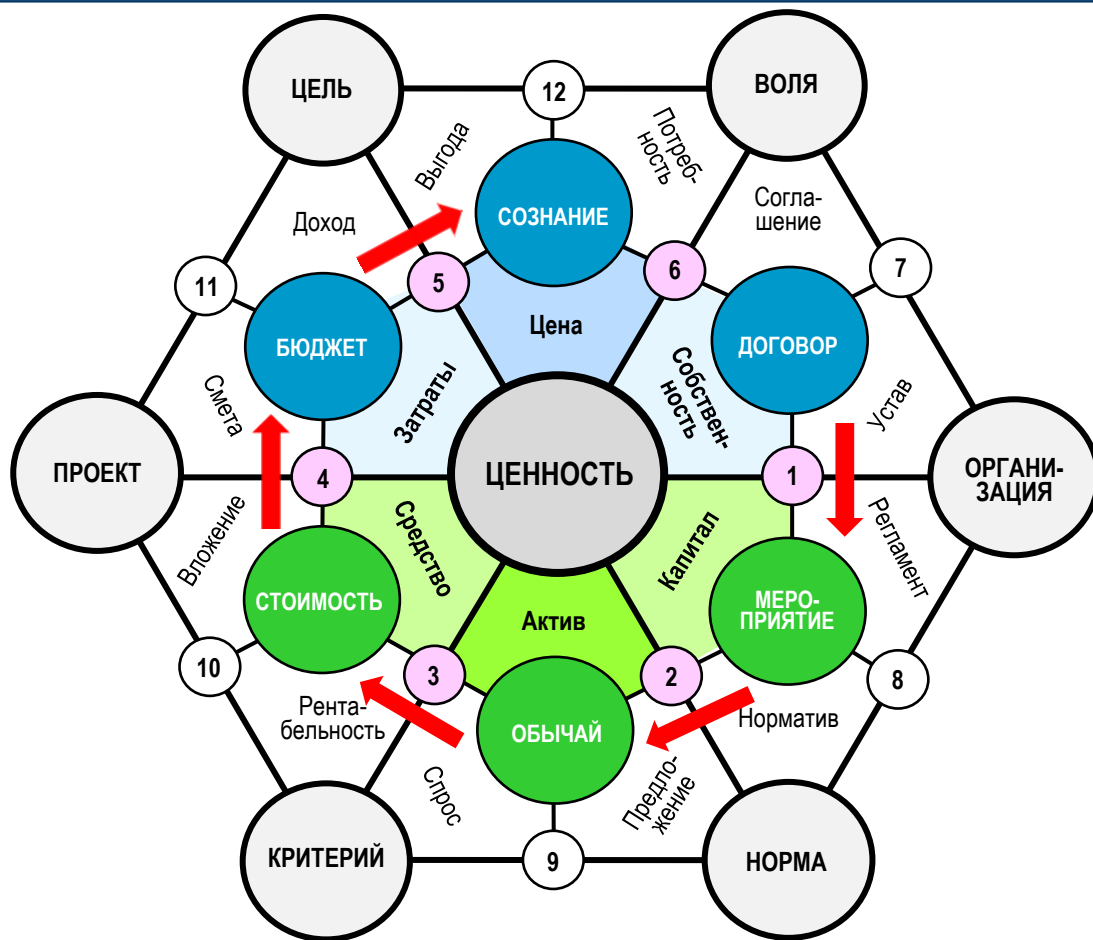 ЦЕЛЬ
12
ВОЛЯ
Выгода
Потреб-
ность
СОЗНАНИЕ
Согла-
шение
Доход
11
5
6
7
Цена
БЮДЖЕТ
ДОГОВОР
Смета
Затраты
Собствен-
ность
Устав
ПРОЕКТ
4
ЦЕННОСТЬ
1
ОРГАНИ-
ЗАЦИЯ
Вложение
Средство
Капитал
Регламент
СТОИМОСТЬ
Актив
МЕРО-
ПРИЯТИЕ
10
3
2
8
Рента-
бельность
ОБЫЧАЙ
Норматив
Спрос
Предло-
жение
КРИТЕРИЙ
9
НОРМА